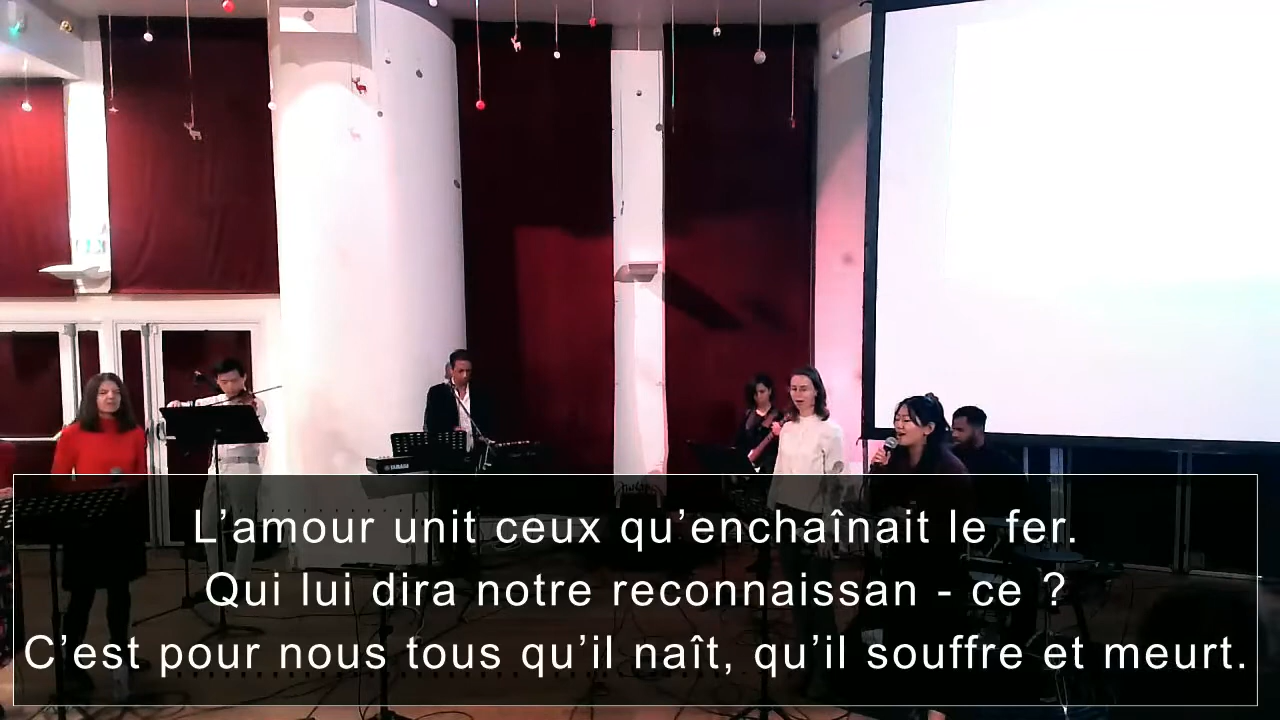 YAMAHA
L’amour unit ceux qu’enchaînait le fer.
Qui lui dira notre reconnaissan - ce ?
C’est pour nous tous qu’il naît, qu’il souffre et meurt.